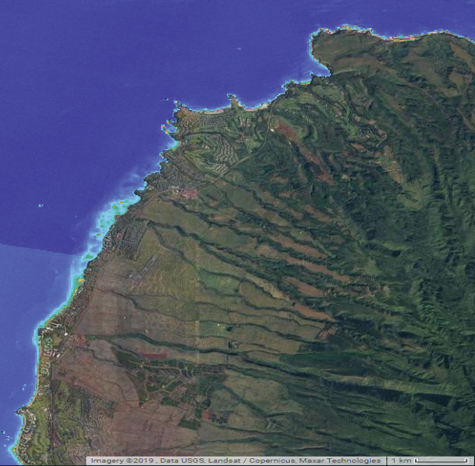 Imagery ©2019 , Data USGS, Landsat / Copernicus, Maxar Technologies 1 km